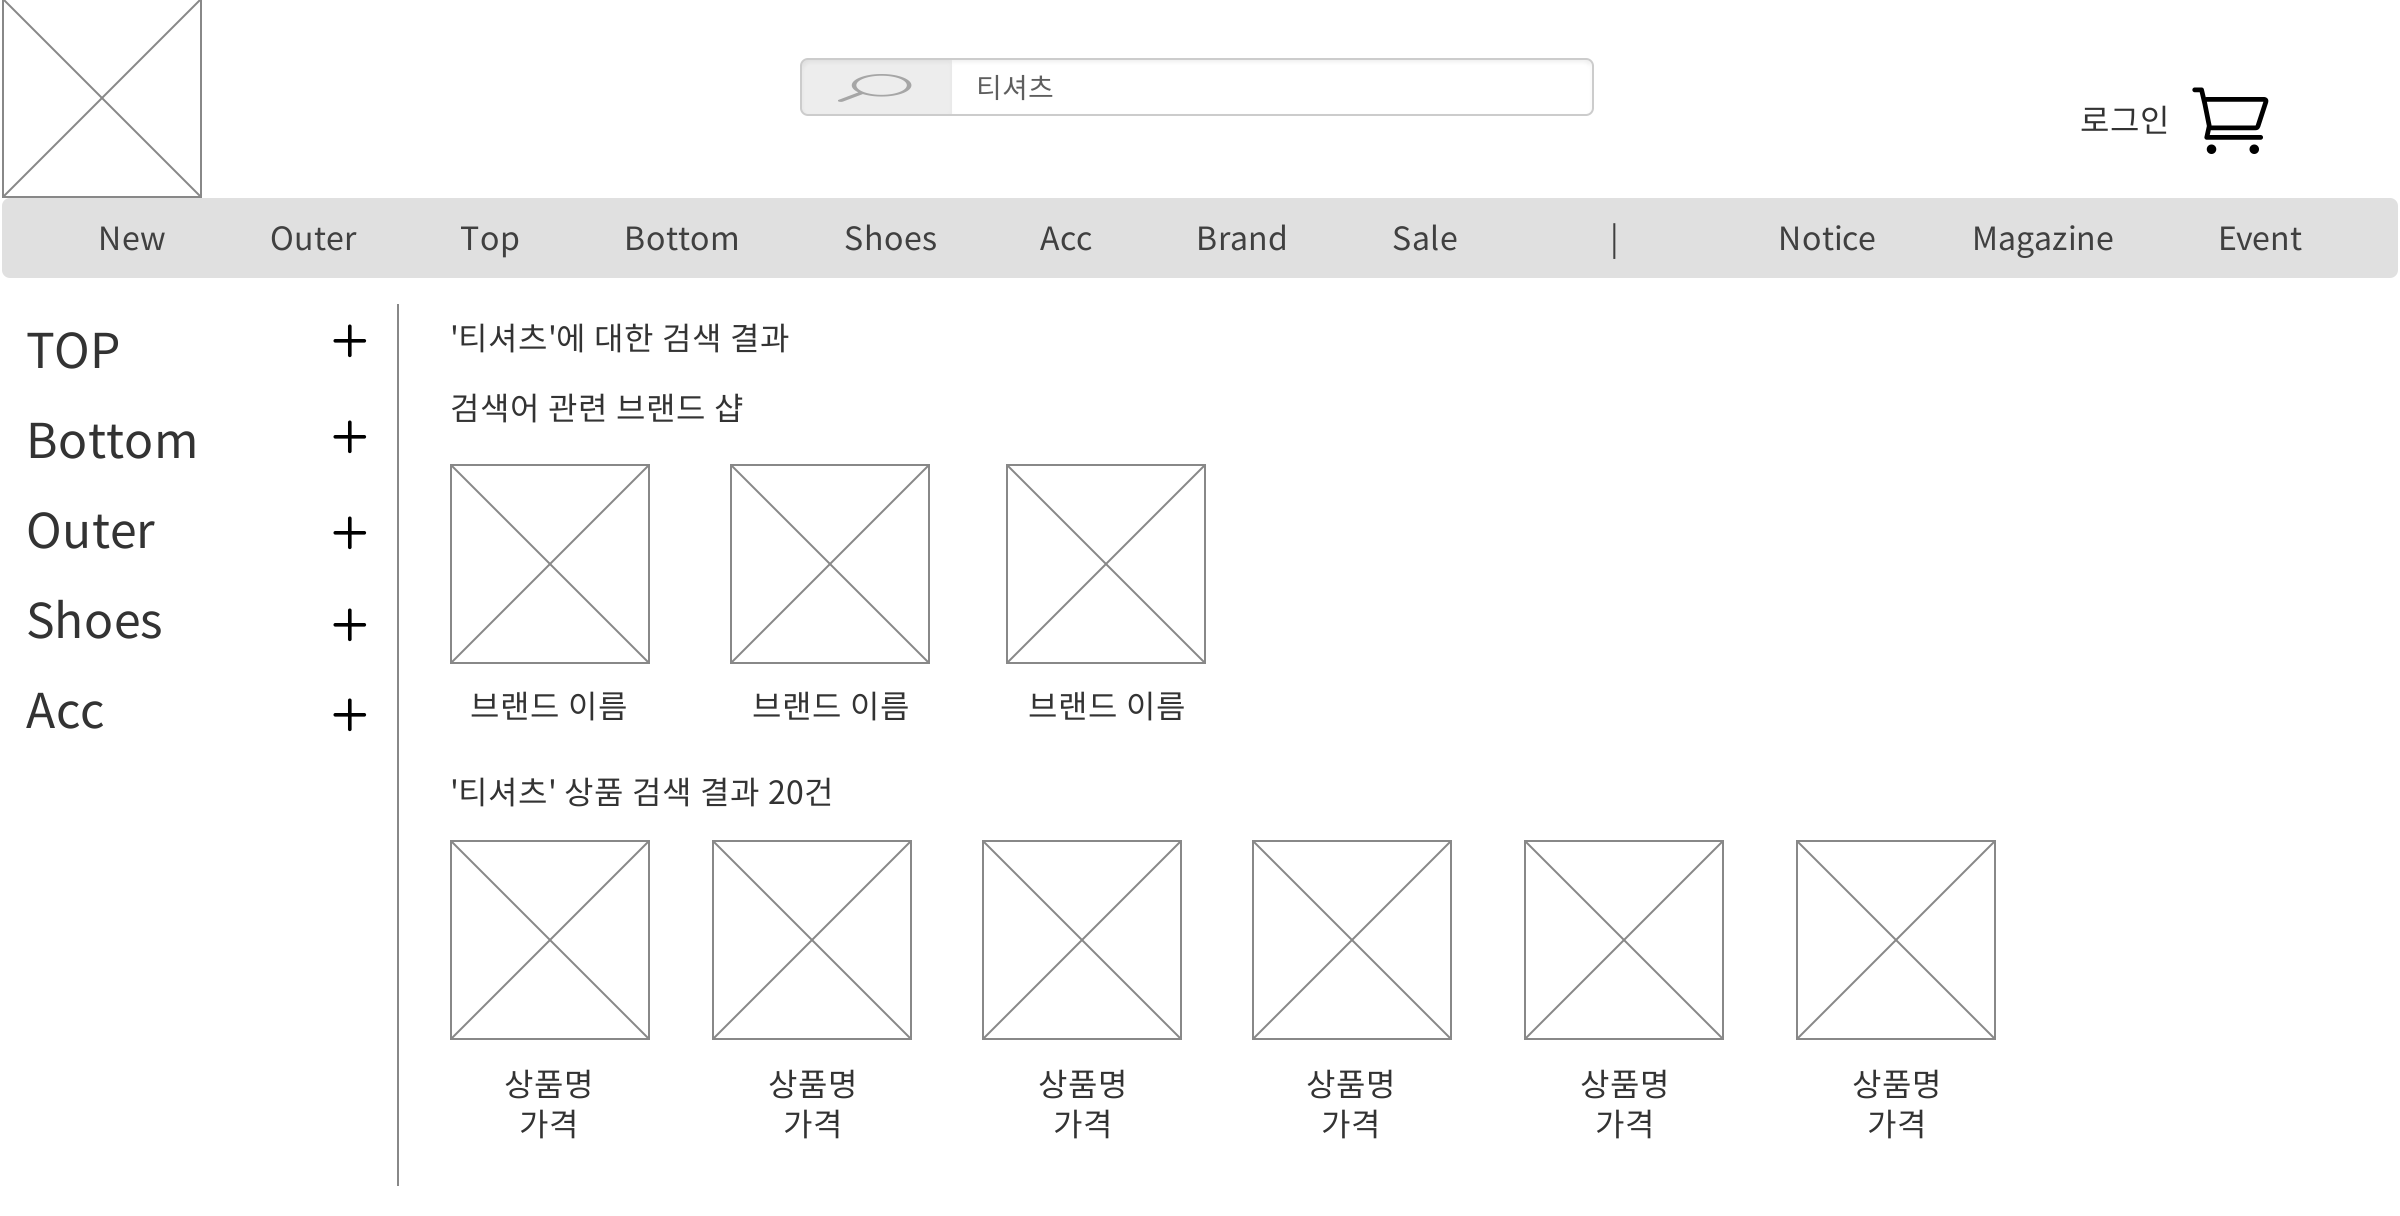 티셔츠
로그인
New Outer Top Bottom Shoes Acc Brand Sale | Notice Magazine Event
TOP
Bottom
Outer
Shoes
Acc
'티셔츠'에 대한 검색 결과
검색어 관련 브랜드 샵
브랜드 이름 브랜드 이름 브랜드 이름
'티셔츠' 상품 검색 결과 20건
상품명 상품명 상품명 상품명 상품명 상품명
가격 가격 가격 가격 가격 가격